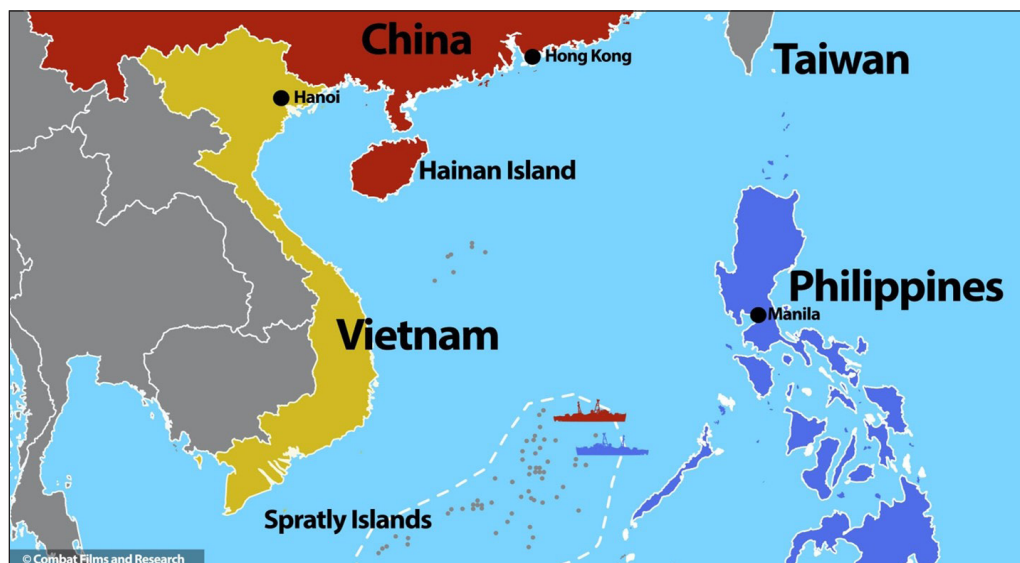 China
Hong Kong
Taiwan
Hanoi
Hainan Island
Philippines
Manila
Vietnam
Spratly Islands
© Combat Films and Research